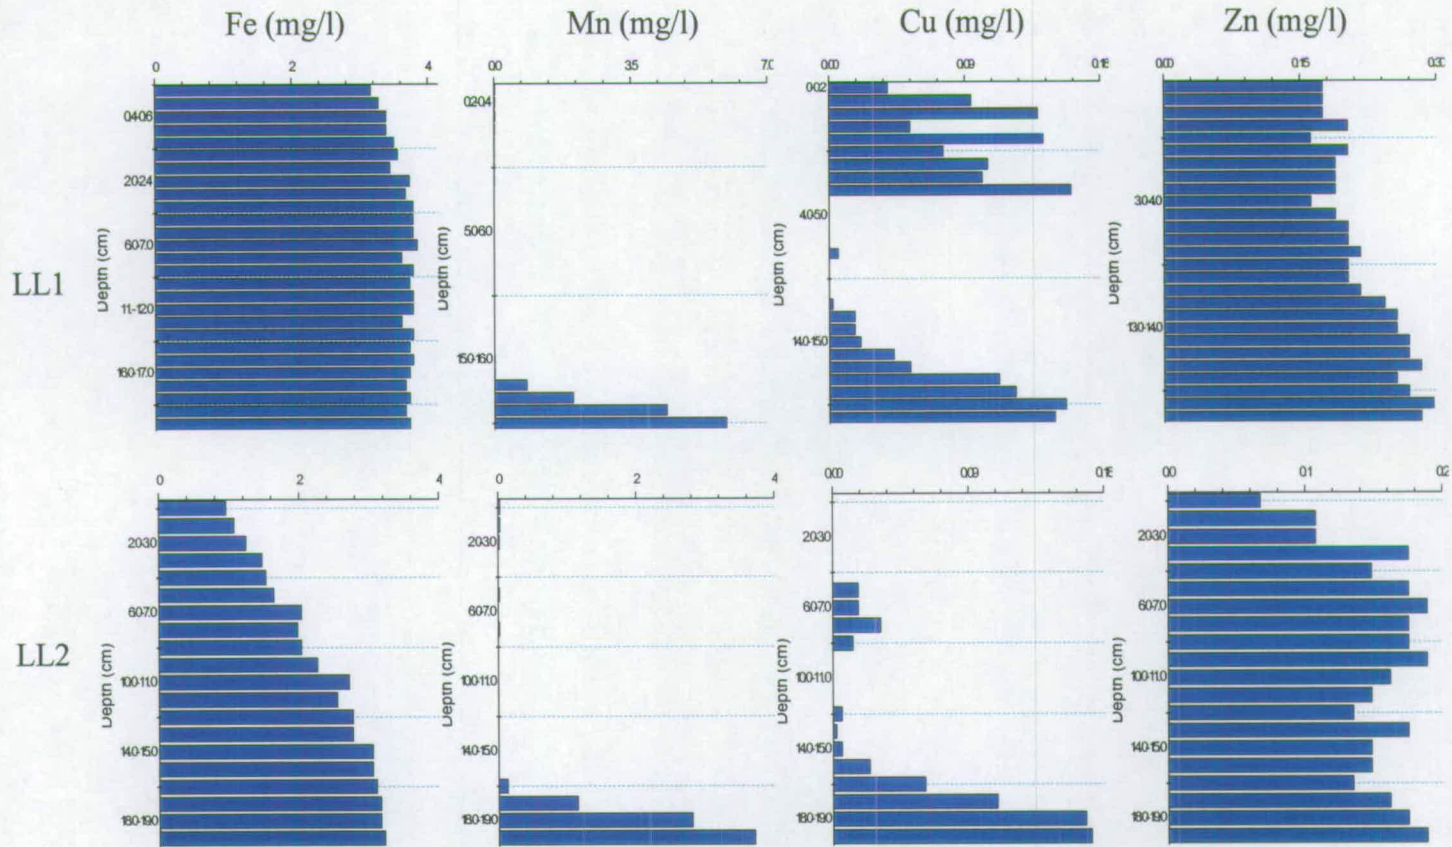 Fe (mg/l) Mn (mg/l) Cu (mg/l) Zn (mg/l)
0 2 4 0.0 3.5 7.0 0.00 0.09 0.18 0.00 0.15 0.30
LL1
Depth (cm)
04-06
20-24
60-70
11-120
160-170
Depth (cm)
02-04
50-60
150-160
Depth (cm)
0-02
40-50
140-150
Depth (cm)
30-40
130-140
0 2 4 0 2 4 0.00 0.09 0.18 0.0 0.1 0.2
LL2
Depth (cm)
20-30
60-70
100-110
140-150
180-190
Depth (cm)
20-30
60-70
100-110
140-150
180-190
Depth (cm)
20-30
60-70
100-110
140-150
180-190
Depth (cm)
20-30
60-70
100-110
140-150
180-190